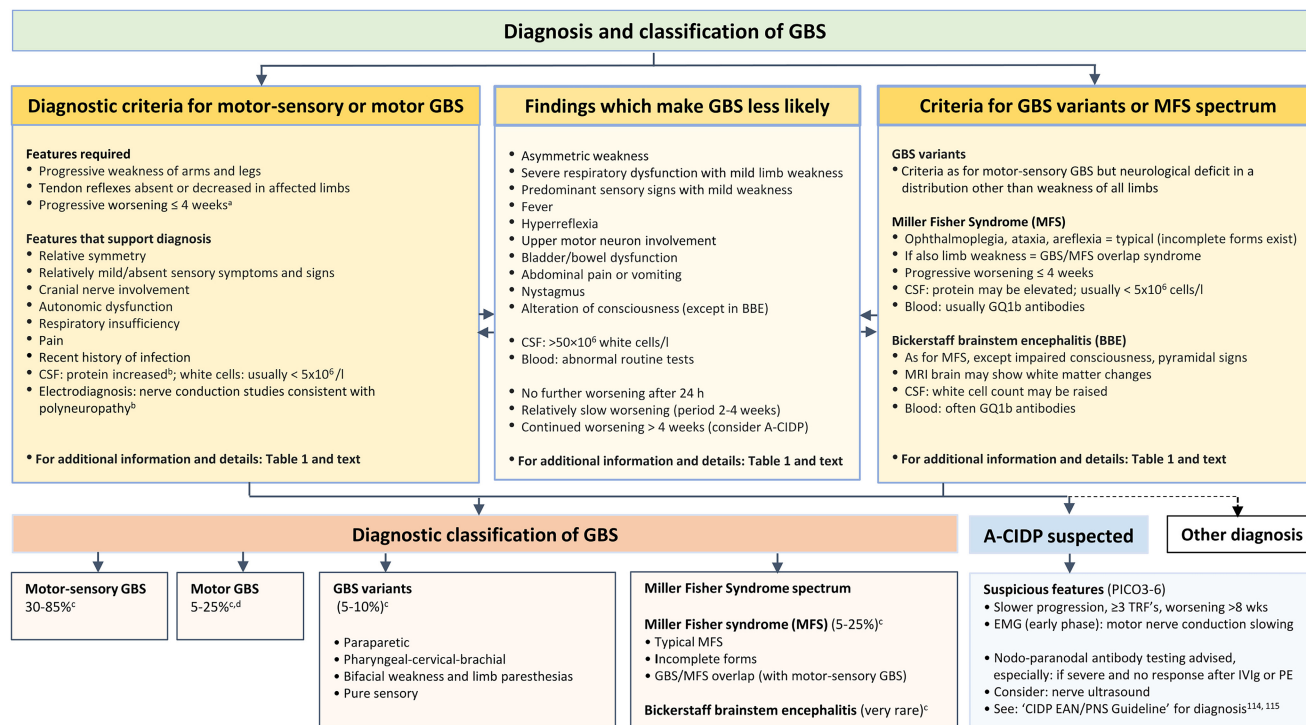 Diagnosis and classification of GBS
Diagnostic criteria for motor-sensory or motor GBS
Features required
• Progressive weakness of arms and legs
• Tendon reflexes absent or decreased in affected limbs
• Progressive worsening ≤ 4 weeksᵃ
Features that support diagnosis
• Relative symmetry
• Relatively mild/absent sensory symptoms and signs
• Cranial nerve involvement
• Autonomic dysfunction
• Respiratory insufficiency
• Pain
• Recent history of infection
• CSF: protein increasedᵇ; white cells: usually < 5x10⁶/l
• Electrodiagnosis: nerve conduction studies consistent with
polyneuropathyᵇ
• For additional information and details: Table 1 and text
Findings which make GBS less likely
• Asymmetric weakness
• Severe respiratory dysfunction with mild limb weakness
• Predominant sensory signs with mild weakness
• Fever
• Hyperreflexia
• Upper motor neuron involvement
• Bladder/bowel dysfunction
• Abdominal pain or vomiting
• Nystagmus
• Alteration of consciousness (except in BBE)
• CSF: >50×10⁶ white cells/l
• Blood: abnormal routine tests
• No further worsening after 24 h
• Relatively slow worsening (period 2-4 weeks)
• Continued worsening > 4 weeks (consider A-CIDP)
• For additional information and details: Table 1 and text
Criteria for GBS variants or MFS spectrum
GBS variants
• Criteria as for motor-sensory GBS but neurological deficit in a
distribution other than weakness of all limbs
Miller Fisher Syndrome (MFS)
• Ophthalmoplegia, ataxia, areflexia = typical (incomplete forms exist)
• If also limb weakness = GBS/MFS overlap syndrome
• Progressive worsening ≤ 4 weeks
• CSF: protein may be elevated; usually < 5x10⁶ cells/l
• Blood: usually GQ1b antibodies
Bickerstaff brainstem encephalitis (BBE)
• As for MFS, except impaired consciousness, pyramidal signs
• MRI brain may show white matter changes
• CSF: white cell count may be raised
• Blood: often GQ1b antibodies
• For additional information and details: Table 1 and text
Diagnostic classification of GBS
A-CIDP suspected
Other diagnosis
Motor-sensory GBS
30-85%ᶜ
Motor GBS
5-25%ᶜ,ᵈ
GBS variants
(5-10%)ᶜ
• Paraparetic
• Pharyngeal-cervical-brachial
• Bifacial weakness and limb paresthesias
• Pure sensory
Miller Fisher Syndrome spectrum
Miller Fisher syndrome (MFS) (5-25%)ᶜ
• Typical MFS
• Incomplete forms
• GBS/MFS overlap (with motor-sensory GBS)
Bickerstaff brainstem encephalitis (very rare)ᶜ
Suspicious features (PICO3-6)
• Slower progression, ≥3 TRF's, worsening >8 wks
• EMG (early phase): motor nerve conduction slowing
• Nodo-paranodal antibody testing advised,
especially: if severe and no response after IVIg or PE
• Consider: nerve ultrasound
• See: 'CIDP EAN/PNS Guideline' for diagnosis¹¹⁴, ¹¹⁵